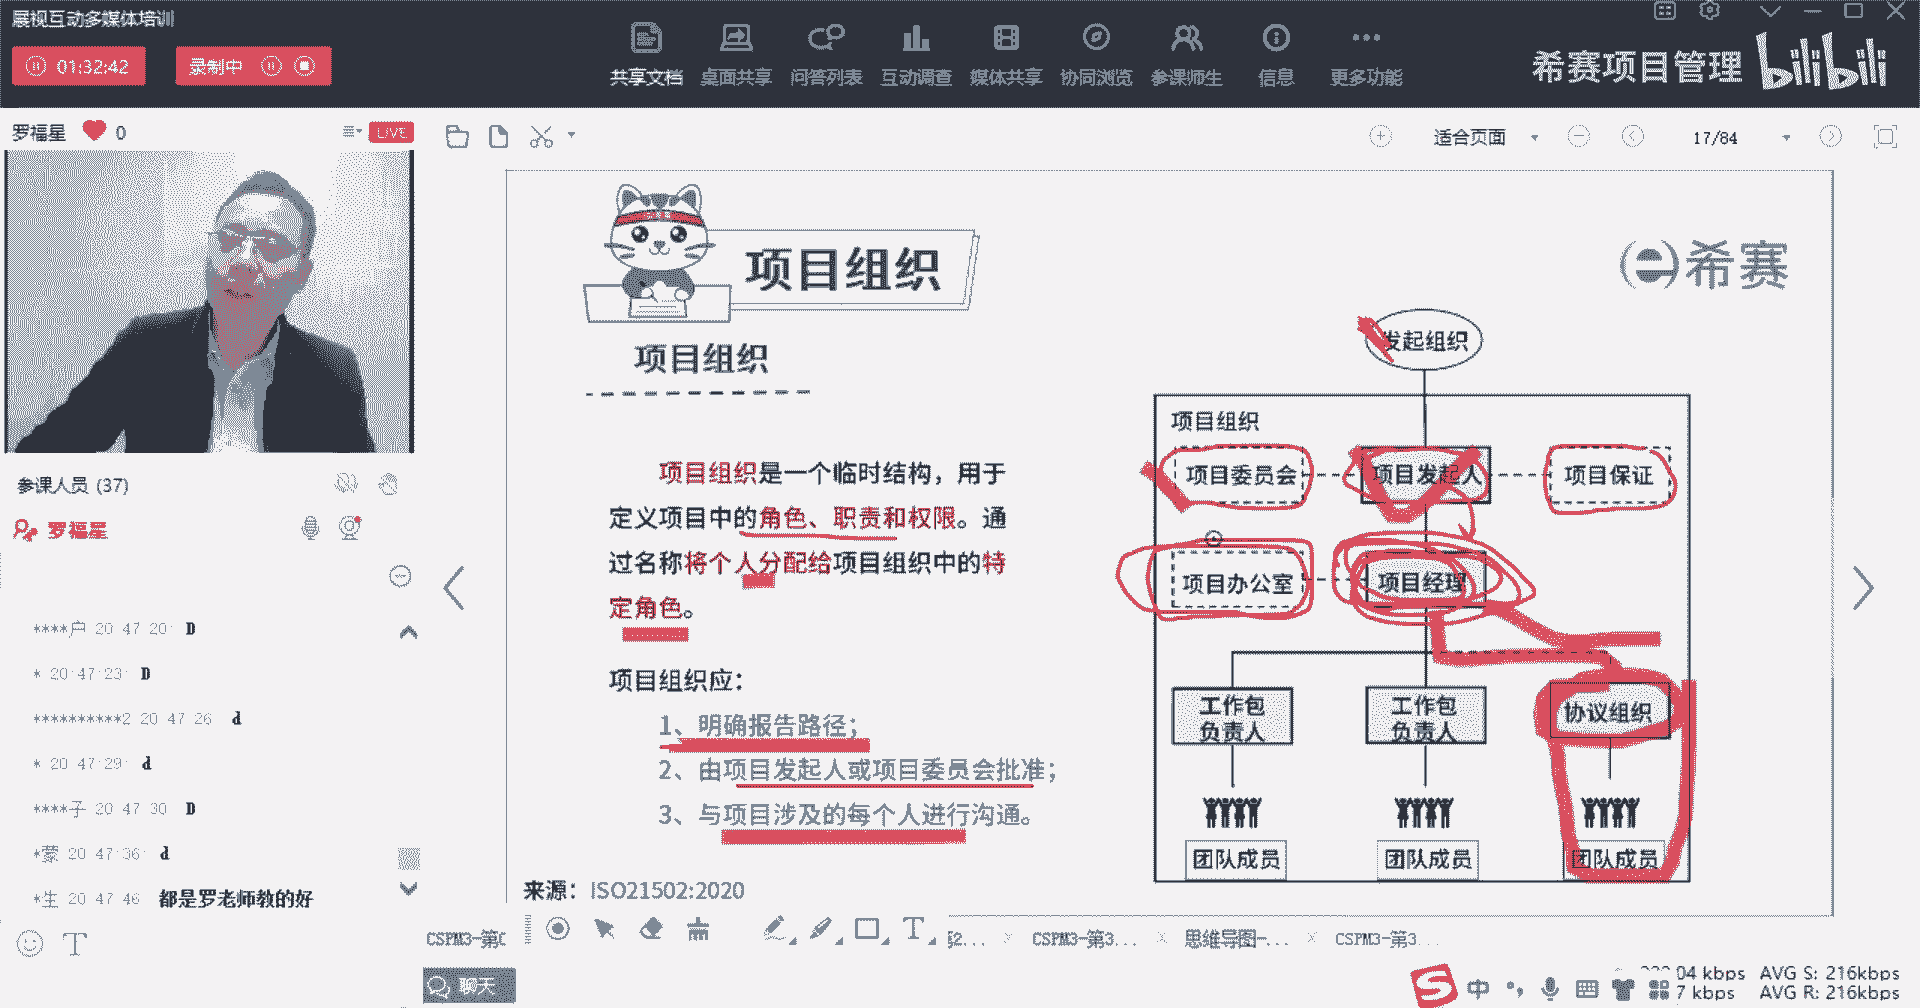 展视互动多媒体培训
01:32:42
录制中
共享文档 桌面共享 问答列表 互动调查 媒体共享 协同浏览 参课师生 信息 更多功能
希赛项目管理 bilibili
罗福星 0 LIVE
适合页面 17/84
参课人员 (37)
罗福星
****户 20:47:20 D
* 20:47:23 D
**********2 20:47:26 d
* 20:47:29 d
****子 20:47:30 D
*蒙 20:47:36 d
*生 20:47:46 都是罗老师教的好
项目组织
希赛
项目组织
项目组织是一个临时结构，用于
定义项目中的角色、职责和权限。通
过名称将个人分配给项目组织中的特
定角色。
项目组织应：
1、明确报告路径；
2、由项目发起人或项目委员会批准；
3、与项目涉及的每个人进行沟通。
来源：ISO21502:2020
发起组织
项目组织
项目委员会 项目发起人 项目保证
项目办公室 项目经理
工作包 工作包
负责人 负责人
协议组织
团队成员 团队成员 团队成员
CSPM3-第 CSPM3-第3... 思维导图-... CSPM3-第3...
聊天
中
04 kbps AVG S: 216kbps
7 kbps AVG R: 216kbps